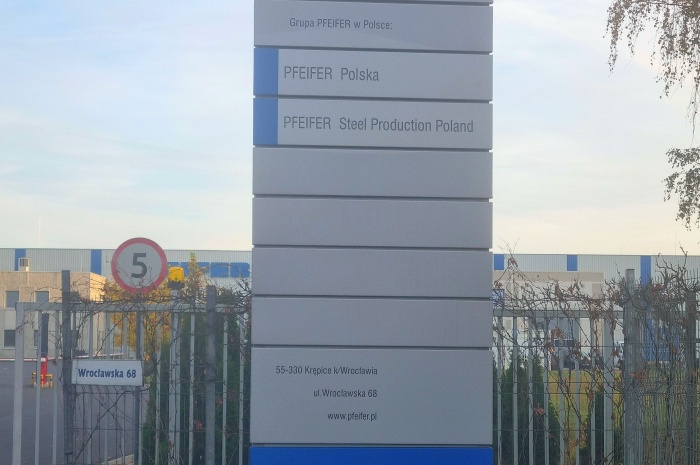 Grupa PFEIFER w Polsce:
PFEIFER Polska
PFEIFER Steel Production Poland
5
Wrocławska 68
55-330 Krępice k/Wrocławia
ul.Wrocławska 68
www.pfeifer.pl